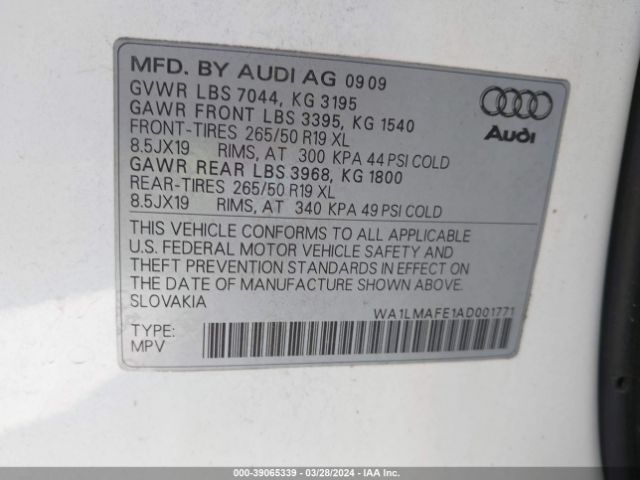 MFD. BY AUDI AG 0909
GVWR LBS 7044, KG 3195
GAWR FRONT LBS 3395, KG 1540
FRONT-TIRES 265/50 R19 XL
8.5JX19 RIMS, AT 300 KPA 44 PSI COLD
GAWR REAR LBS 3968, KG 1800
REAR-TIRES 265/50 R19 XL
8.5JX19 RIMS, AT 340 KPA 49 PSI COLD
Audi
THIS VEHICLE CONFORMS TO ALL APPLICABLE
U.S. FEDERAL MOTOR VEHICLE SAFETY AND
THEFT PREVENTION STANDARDS IN EFFECT ON
THE DATE OF MANUFACTURE SHOWN ABOVE.
SLOVAKIA
WA1LMAFE1AD001771
TYPE:
MPV
000-39065339 - 03/28/2024 - IAA Inc.